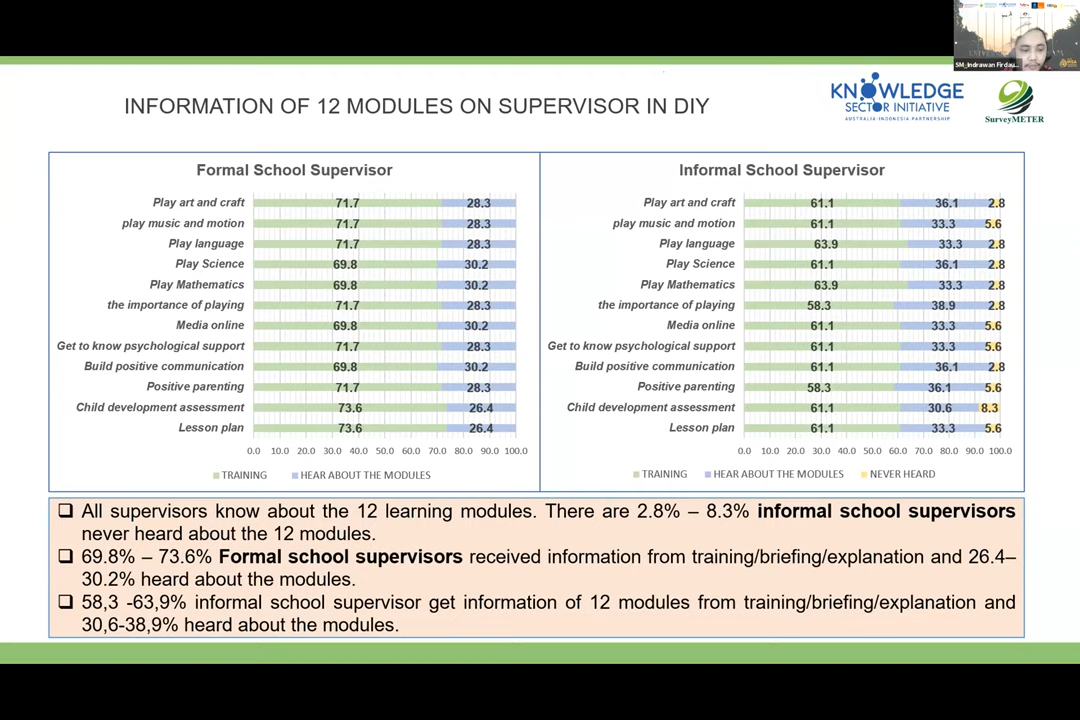 SM_Indrawan Firdau...
INFORMATION OF 12 MODULES ON SUPERVISOR IN DIY
KNOWLEDGE
SECTOR INITIATIVE
AUSTRALIA INDONESIA PARTNERSHIP
SurveyMETER
Formal School Supervisor
Play art and craft 71.7 28.3
play music and motion 71.7 28.3
Play language 71.7 28.3
Play Science 69.8 30.2
Play Mathematics 69.8 30.2
the importance of playing 71.7 28.3
Media online 69.8 30.2
Get to know psychological support 71.7 28.3
Build positive communication 69.8 30.2
Positive parenting 71.7 28.3
Child development assessment 73.6 26.4
Lesson plan 73.6 26.4
0.0 10.0 20.0 30.0 40.0 50.0 60.0 70.0 80.0 90.0 100.0
TRAINING HEAR ABOUT THE MODULES
Informal School Supervisor
Play art and craft 61.1 36.1 2.8
play music and motion 61.1 33.3 5.6
Play language 63.9 33.3 2.8
Play Science 61.1 36.1 2.8
Play Mathematics 63.9 33.3 2.8
the importance of playing 58.3 38.9 2.8
Media online 61.1 33.3 5.6
Get to know psychological support 61.1 33.3 5.6
Build positive communication 61.1 36.1 2.8
Positive parenting 58.3 36.1 5.6
Child development assessment 61.1 30.6 8.3
Lesson plan 61.1 33.3 5.6
0.0 10.0 20.0 30.0 40.0 50.0 60.0 70.0 80.0 90.0 100.0
TRAINING HEAR ABOUT THE MODULES NEVER HEARD
❑ All supervisors know about the 12 learning modules. There are 2.8% – 8.3% informal school supervisors
never heard about the 12 modules.
❑ 69.8% – 73.6% Formal school supervisors received information from training/briefing/explanation and 26.4–
30.2% heard about the modules.
❑ 58,3 -63,9% informal school supervisor get information of 12 modules from training/briefing/explanation and
30,6-38,9% heard about the modules.